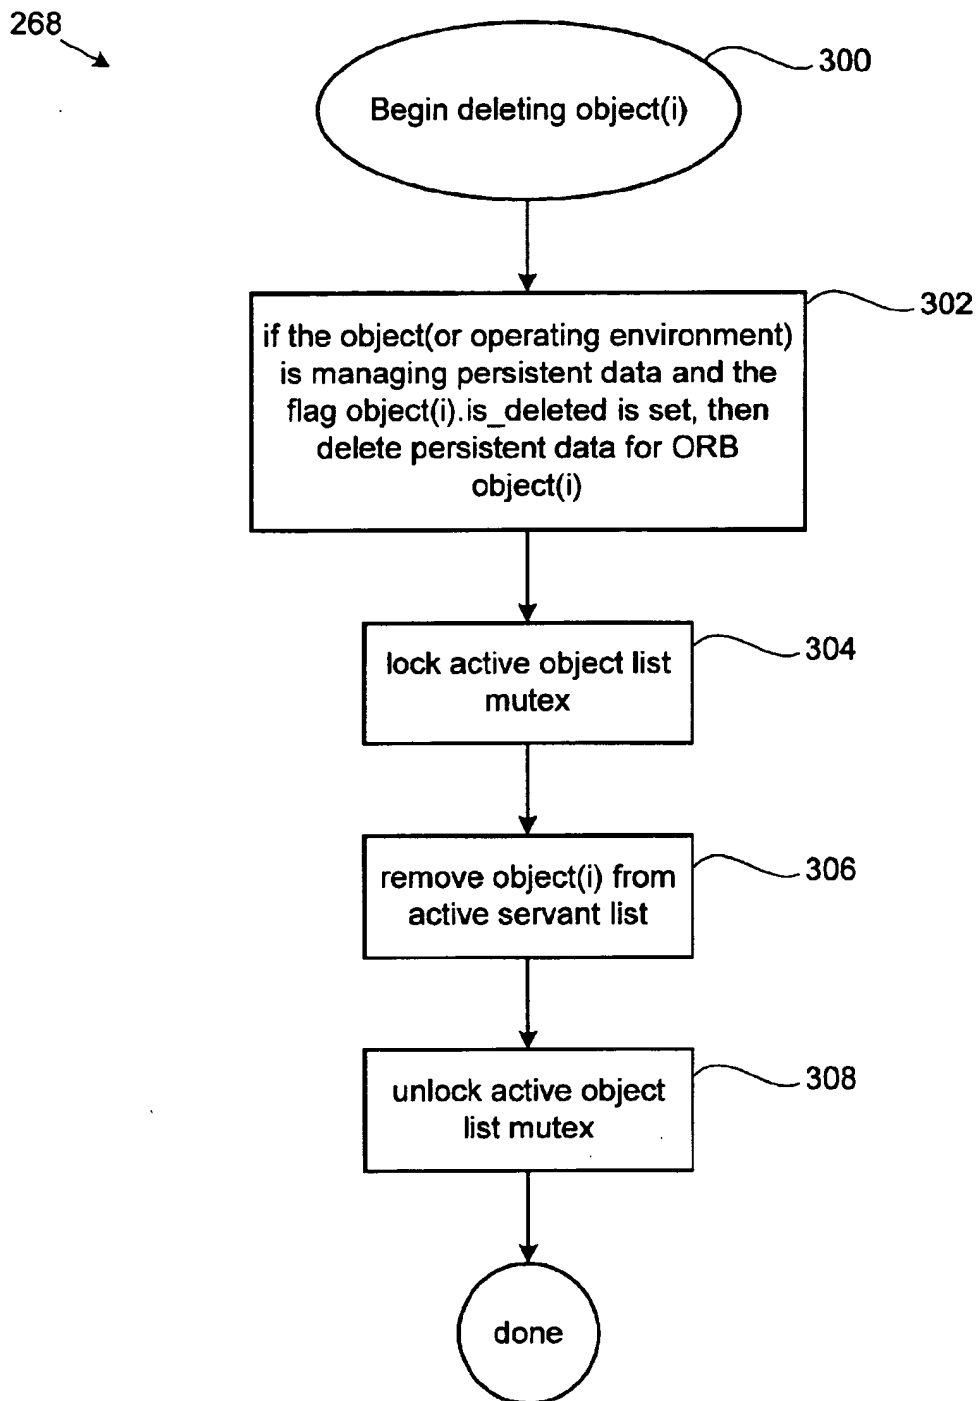 268
300
Begin deleting object(i)
302
if the object(or operating environment)
is managing persistent data and the
flag object(i).is_deleted is set, then
delete persistent data for ORB
object(i)
304
lock active object list
mutex
306
remove object(i) from
active servant list
308
unlock active object
list mutex
done